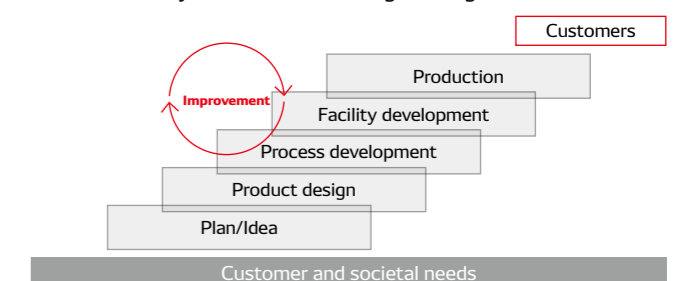 Customers
Production
Improvement
Facility development
Process development
Product design
Plan/Idea
Customer and societal needs